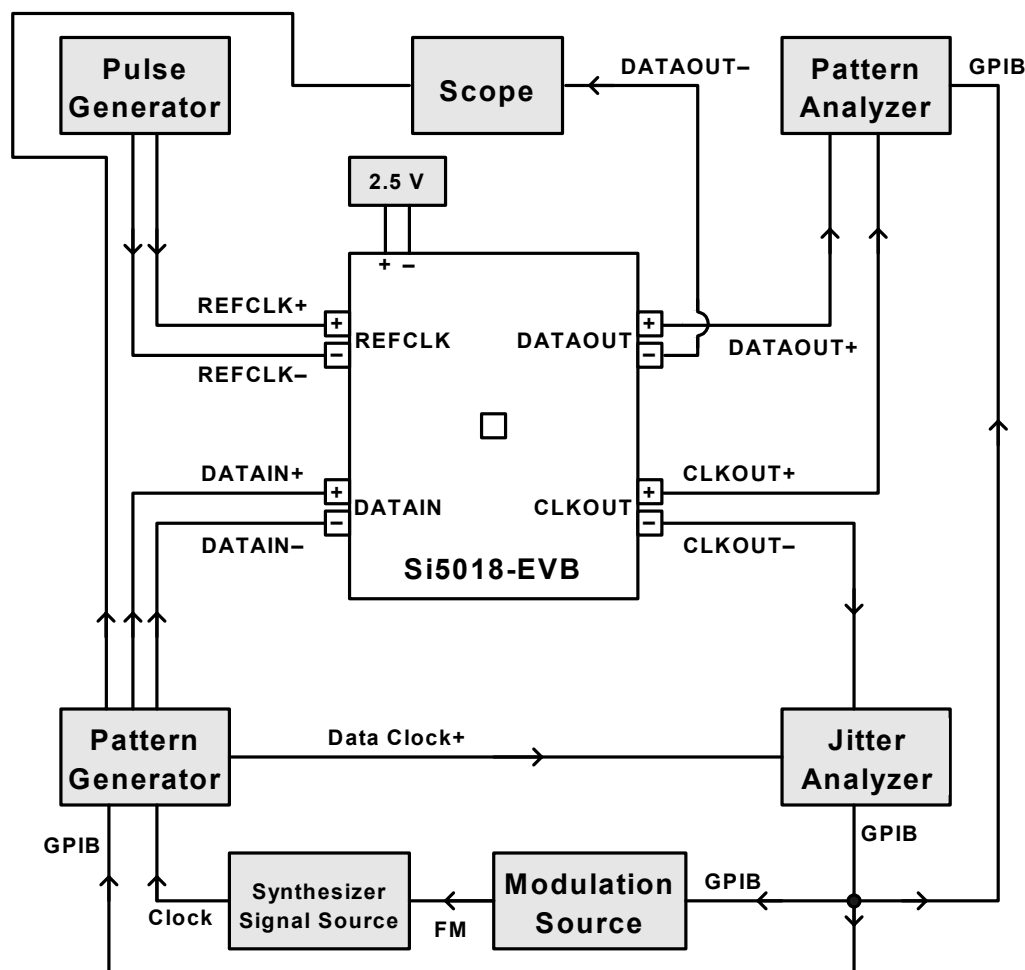 Pulse
Generator
Scope
DATAOUT–
Pattern
Analyzer
GPIB
2.5 V
+ –
REFCLK+
+
REFCLK
–
REFCLK–
+
DATAOUT
–
DATAOUT+
DATAIN+
+
DATAIN
–
DATAIN–
CLKOUT+
+
CLKOUT
–
CLKOUT–
Si5018-EVB
Pattern
Generator
Data Clock+
Jitter
Analyzer
GPIB
GPIB
Clock
Synthesizer
Signal Source
FM
Modulation
Source
GPIB